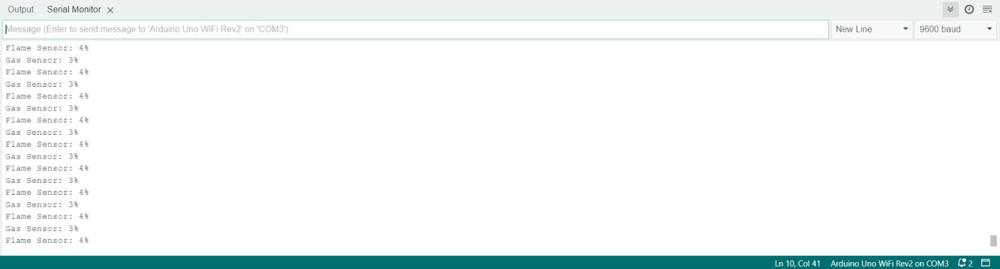 Output Serial Monitor
Message (Enter to send message to 'Arduino Uno WiFi Rev2' on 'COM3') New Line 9600 baud
Flame Sensor: 4%
Gas Sensor: 3%
Flame Sensor: 4%
Gas Sensor: 3%
Flame Sensor: 4%
Gas Sensor: 3%
Flame Sensor: 4%
Gas Sensor: 3%
Flame Sensor: 4%
Gas Sensor: 3%
Flame Sensor: 4%
Gas Sensor: 3%
Flame Sensor: 4%
Gas Sensor: 3%
Flame Sensor: 4%
Gas Sensor: 3%
Flame Sensor: 4%
Ln 10, Col 41 Arduino Uno WiFi Rev2 on COM3 2